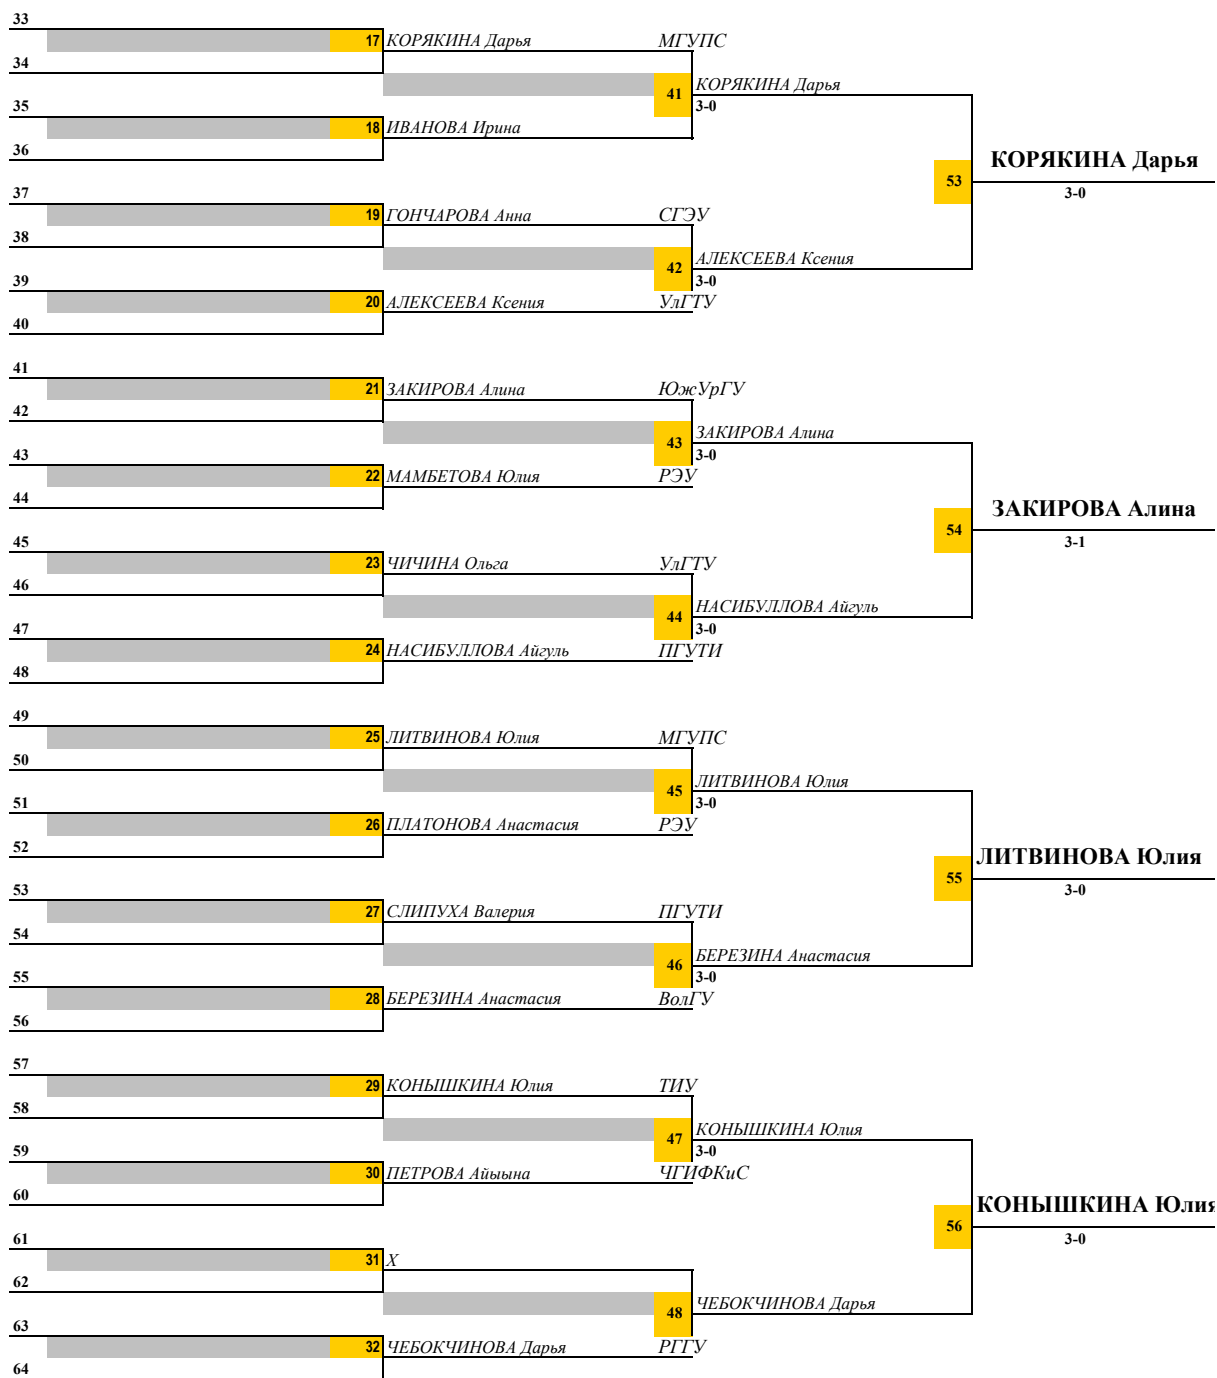 33
17 КОРЯКИНА Дарья МГУПС
34
41 КОРЯКИНА Дарья
3-0
35
18 ИВАНОВА Ирина
36
53 КОРЯКИНА Дарья
3-0
37
19 ГОНЧАРОВА Анна СГЭУ
38
42 АЛЕКСЕЕВА Ксения
3-0
39
20 АЛЕКСЕЕВА Ксения УлГТУ
40
41
21 ЗАКИРОВА Алина ЮжУрГУ
42
43 ЗАКИРОВА Алина
3-0
43
22 МАМБЕТОВА Юлия РЭУ
44
54 ЗАКИРОВА Алина
3-1
45
23 ЧИЧИНА Ольга УлГТУ
46
44 НАСИБУЛЛОВА Айгуль
3-0
47
24 НАСИБУЛЛОВА Айгуль ПГУТИ
48
49
25 ЛИТВИНОВА Юлия МГУПС
50
45 ЛИТВИНОВА Юлия
3-0
51
26 ПЛАТОНОВА Анастасия РЭУ
52
55 ЛИТВИНОВА Юлия
3-0
53
27 СЛИПУХА Валерия ПГУТИ
54
46 БЕРЕЗИНА Анастасия
3-0
55
28 БЕРЕЗИНА Анастасия ВолГУ
56
57
29 КОНЫШКИНА Юлия ТИУ
58
47 КОНЫШКИНА Юлия
3-0
59
30 ПЕТРОВА Айыына ЧГИФКиС
60
56 КОНЫШКИНА Юлия
3-0
61
31 Х
62
48 ЧЕБОКЧИНОВА Дарья
63
32 ЧЕБОКЧИНОВА Дарья РГГУ
64